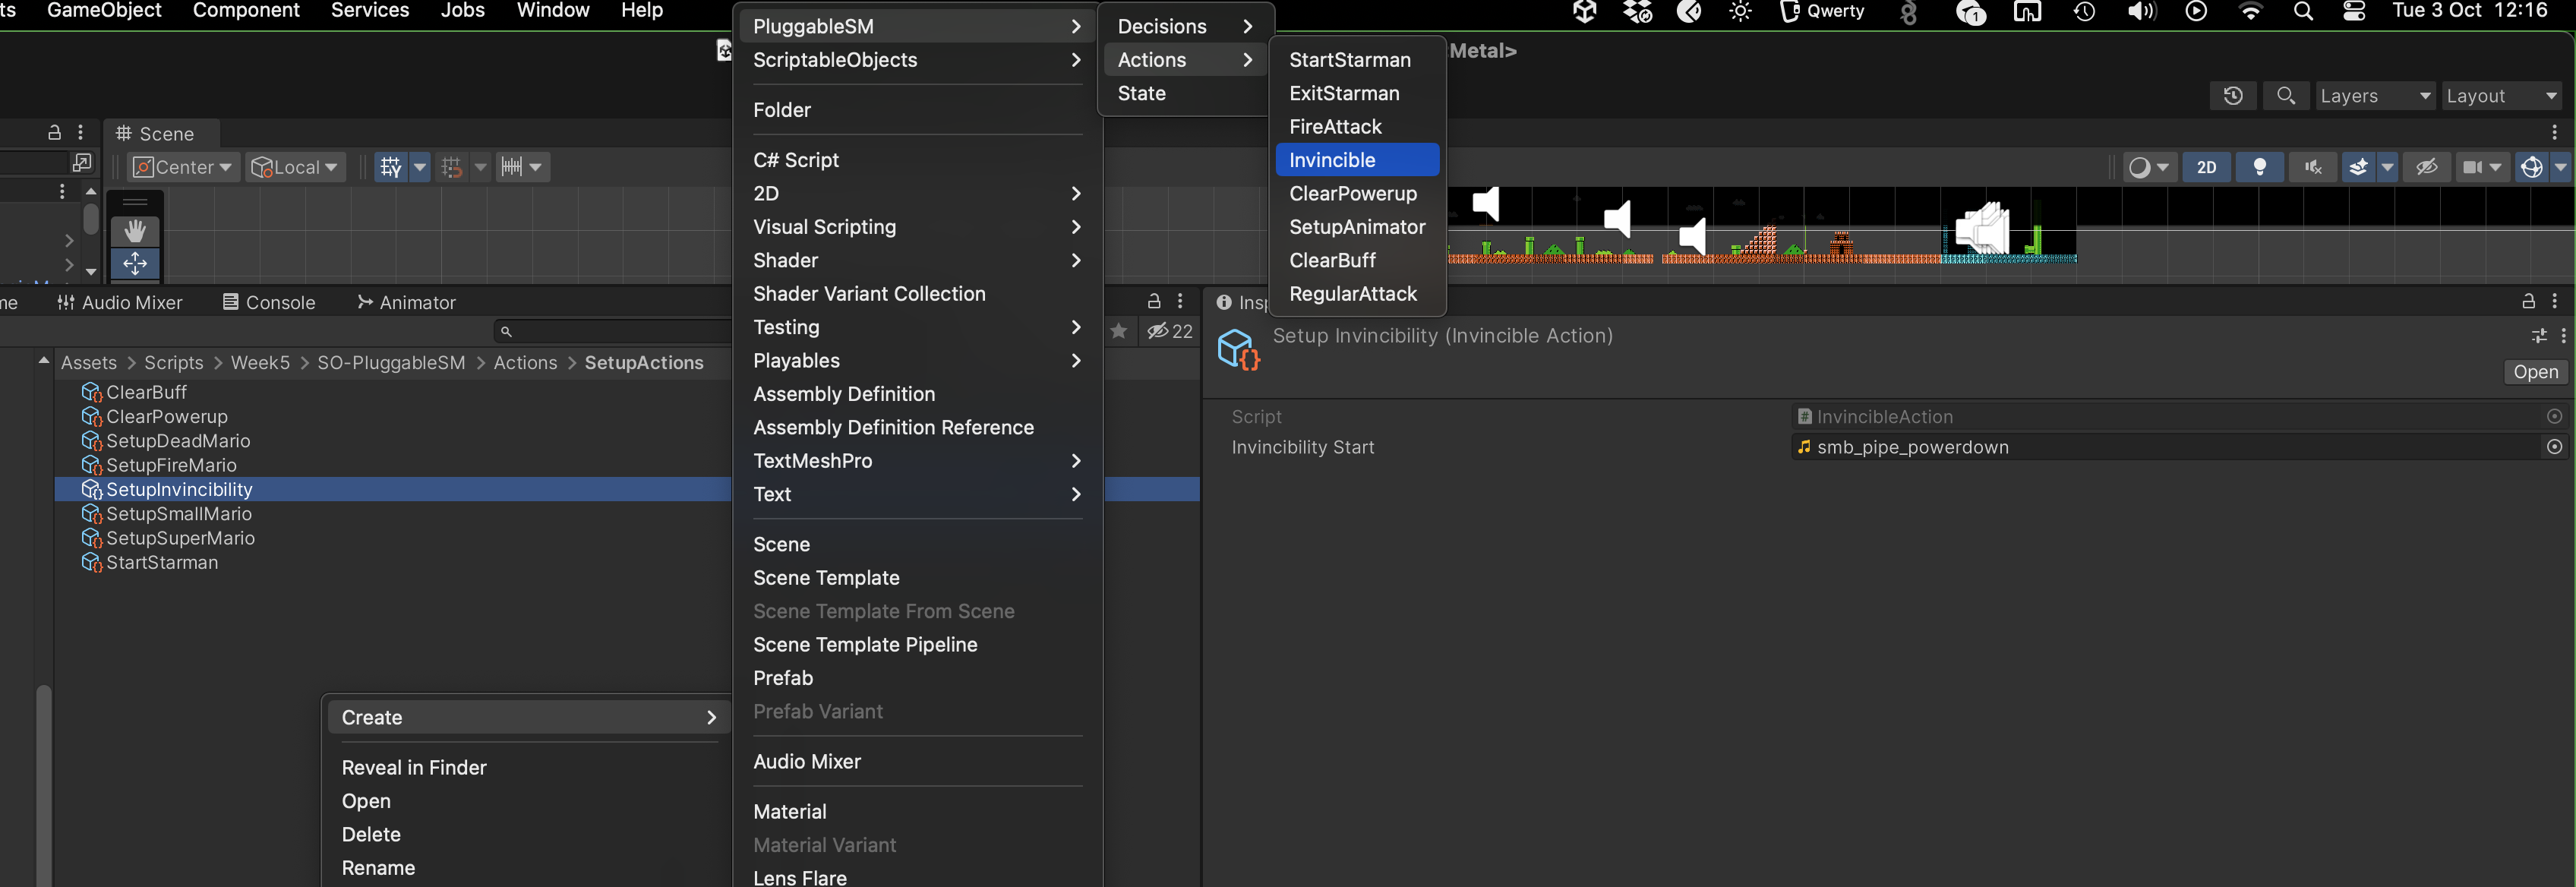 ts GameObject Component Services Jobs Window Help
Qwerty
1
Tue 3 Oct 12:16
Metal>
Layers
Layout
Scene
Center
Local
2D
me
Audio Mixer
Console
Animator
22
Assets > Scripts > Week5 > SO-PluggableSM > Actions > SetupActions
ClearBuff
ClearPowerup
SetupDeadMario
SetupFireMario
SetupInvincibility
SetupSmallMario
SetupSuperMario
StartStarman
Create
Reveal in Finder
Open
Delete
Rename
PluggableSM
ScriptableObjects
Folder
C# Script
2D
Visual Scripting
Shader
Shader Variant Collection
Testing
Playables
Assembly Definition
Assembly Definition Reference
TextMeshPro
Text
Scene
Scene Template
Scene Template From Scene
Scene Template Pipeline
Prefab
Prefab Variant
Audio Mixer
Material
Material Variant
Lens Flare
Decisions
Actions
State
StartStarman
ExitStarman
FireAttack
Invincible
ClearPowerup
SetupAnimator
ClearBuff
RegularAttack
Insp
Setup Invincibility (Invincible Action)
Open
Script
InvincibleAction
Invincibility Start
smb_pipe_powerdown